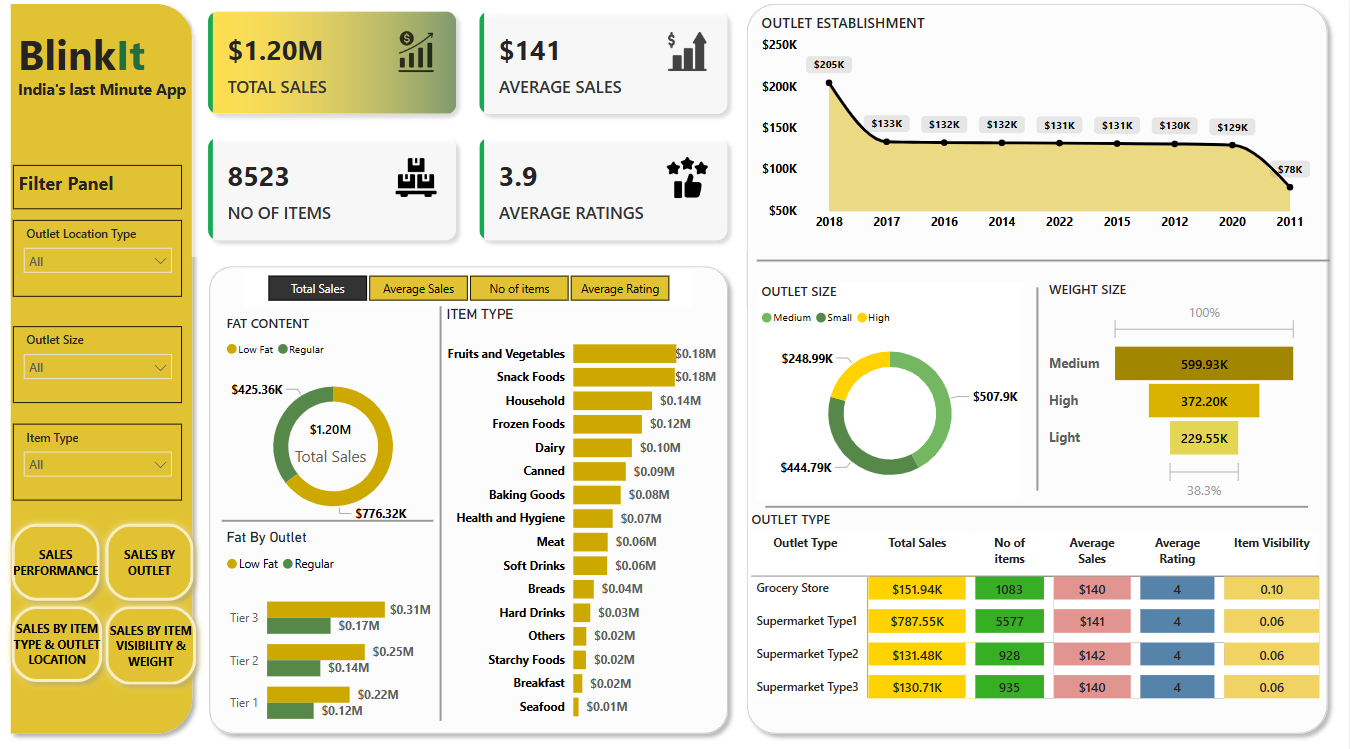 BlinkIt
India's last Minute App
Filter Panel
Outlet Location Type
All
Outlet Size
All
Item Type
All
SALES
PERFORMANCE
SALES BY
OUTLET
SALES BY ITEM
TYPE & OUTLET
LOCATION
SALES BY ITEM
VISIBILITY &
WEIGHT
$1.20M
TOTAL SALES
$141
AVERAGE SALES
8523
NO OF ITEMS
3.9
AVERAGE RATINGS
Total Sales Average Sales No of items Average Rating
FAT CONTENT
Low Fat Regular
$425.36K
$1.20M
Total Sales
$776.32K
Fat By Outlet
Low Fat Regular
Tier 3 $0.31M
$0.17M
Tier 2 $0.25M
$0.14M
Tier 1 $0.22M
$0.12M
ITEM TYPE
Fruits and Vegetables $0.18M
Snack Foods $0.18M
Household $0.14M
Frozen Foods $0.12M
Dairy $0.10M
Canned $0.09M
Baking Goods $0.08M
Health and Hygiene $0.07M
Meat $0.06M
Soft Drinks $0.06M
Breads $0.04M
Hard Drinks $0.03M
Others $0.02M
Starchy Foods $0.02M
Breakfast $0.02M
Seafood $0.01M
OUTLET ESTABLISHMENT
$250K
$200K
$150K
$100K
$50K
$205K $133K $132K $132K $131K $131K $130K $129K $78K
2018 2017 2016 2014 2022 2015 2012 2020 2011
OUTLET SIZE
Medium Small High
$248.99K
$507.9K
$444.79K
WEIGHT SIZE
100%
Medium 599.93K
High 372.20K
Light 229.55K
38.3%
OUTLET TYPE
Outlet Type Total Sales No of items Average Sales Average Rating Item Visibility
Grocery Store $151.94K 1083 $140 4 0.10
Supermarket Type1 $787.55K 5577 $141 4 0.06
Supermarket Type2 $131.48K 928 $142 4 0.06
Supermarket Type3 $130.71K 935 $140 4 0.06